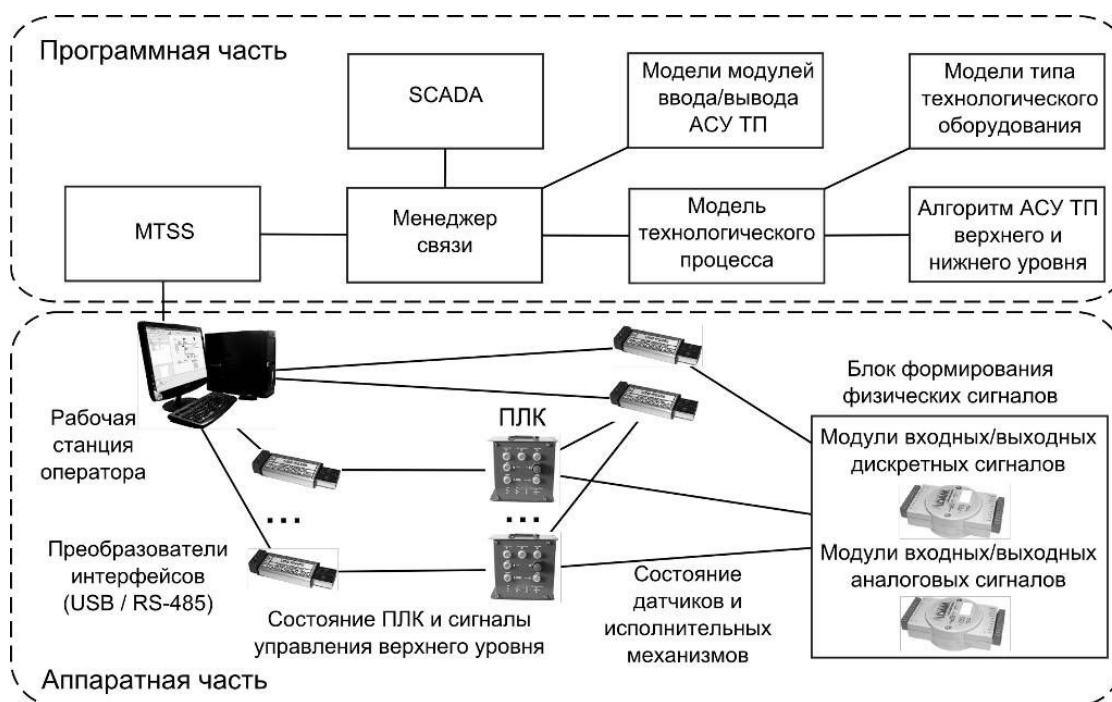 Программная часть
SCADA
Модели модулей
ввода/вывода
АСУ ТП
Модели типа
технологического
оборудования
MTSS
Менеджер
связи
Модель
технологического
процесса
Алгоритм АСУ ТП
верхнего и
нижнего уровня
Рабочая
станция
оператора
ПЛК
Блок формирования
физических сигналов
Модули входных/выходных
дискретных сигналов
...
...
Преобразователи
интерфейсов
(USB / RS-485)
Модули входных/выходных
аналоговых сигналов
Состояние ПЛК и сигналы
управления верхнего уровня
Состояние
датчиков и
исполнительных
механизмов
Аппаратная часть